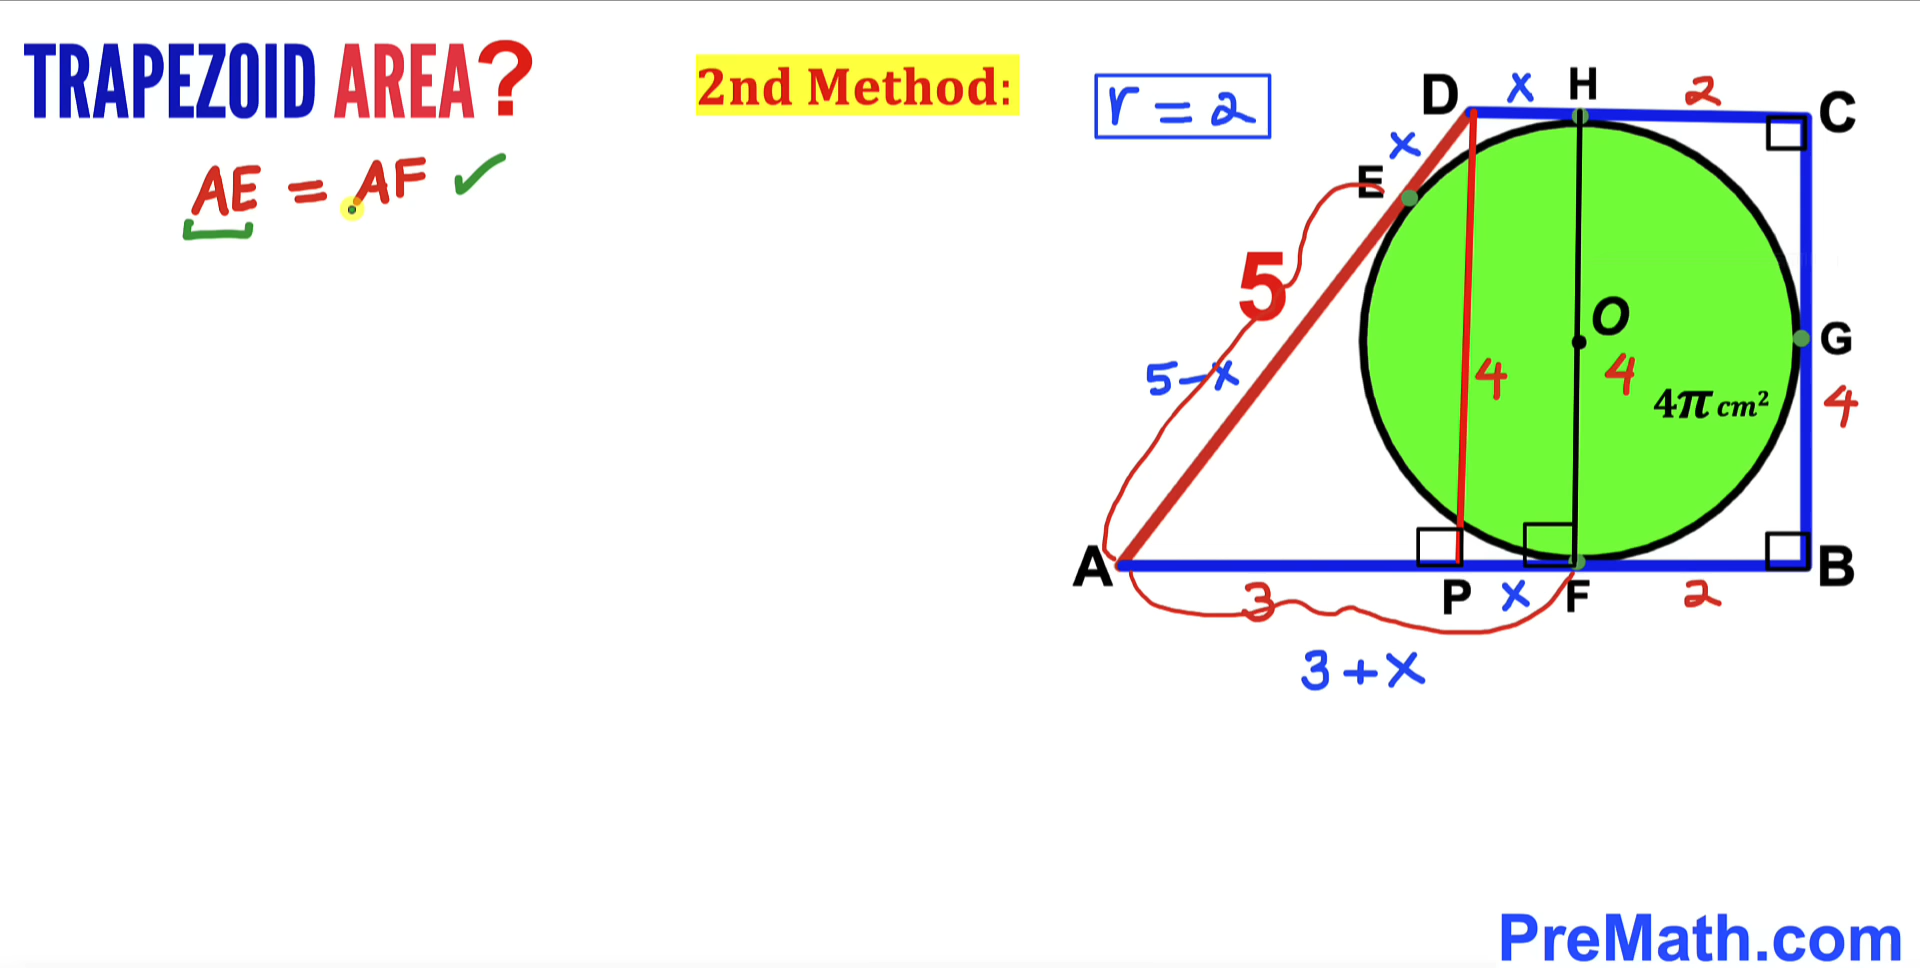 TRAPEZOID AREA?
2nd Method:
r = 2
AE = AF ✓
D x H 2 C
x
E
5
O
G
5-x
4
4
4π cm²
4
A
B
3
P x F 2
3+x
PreMath.com